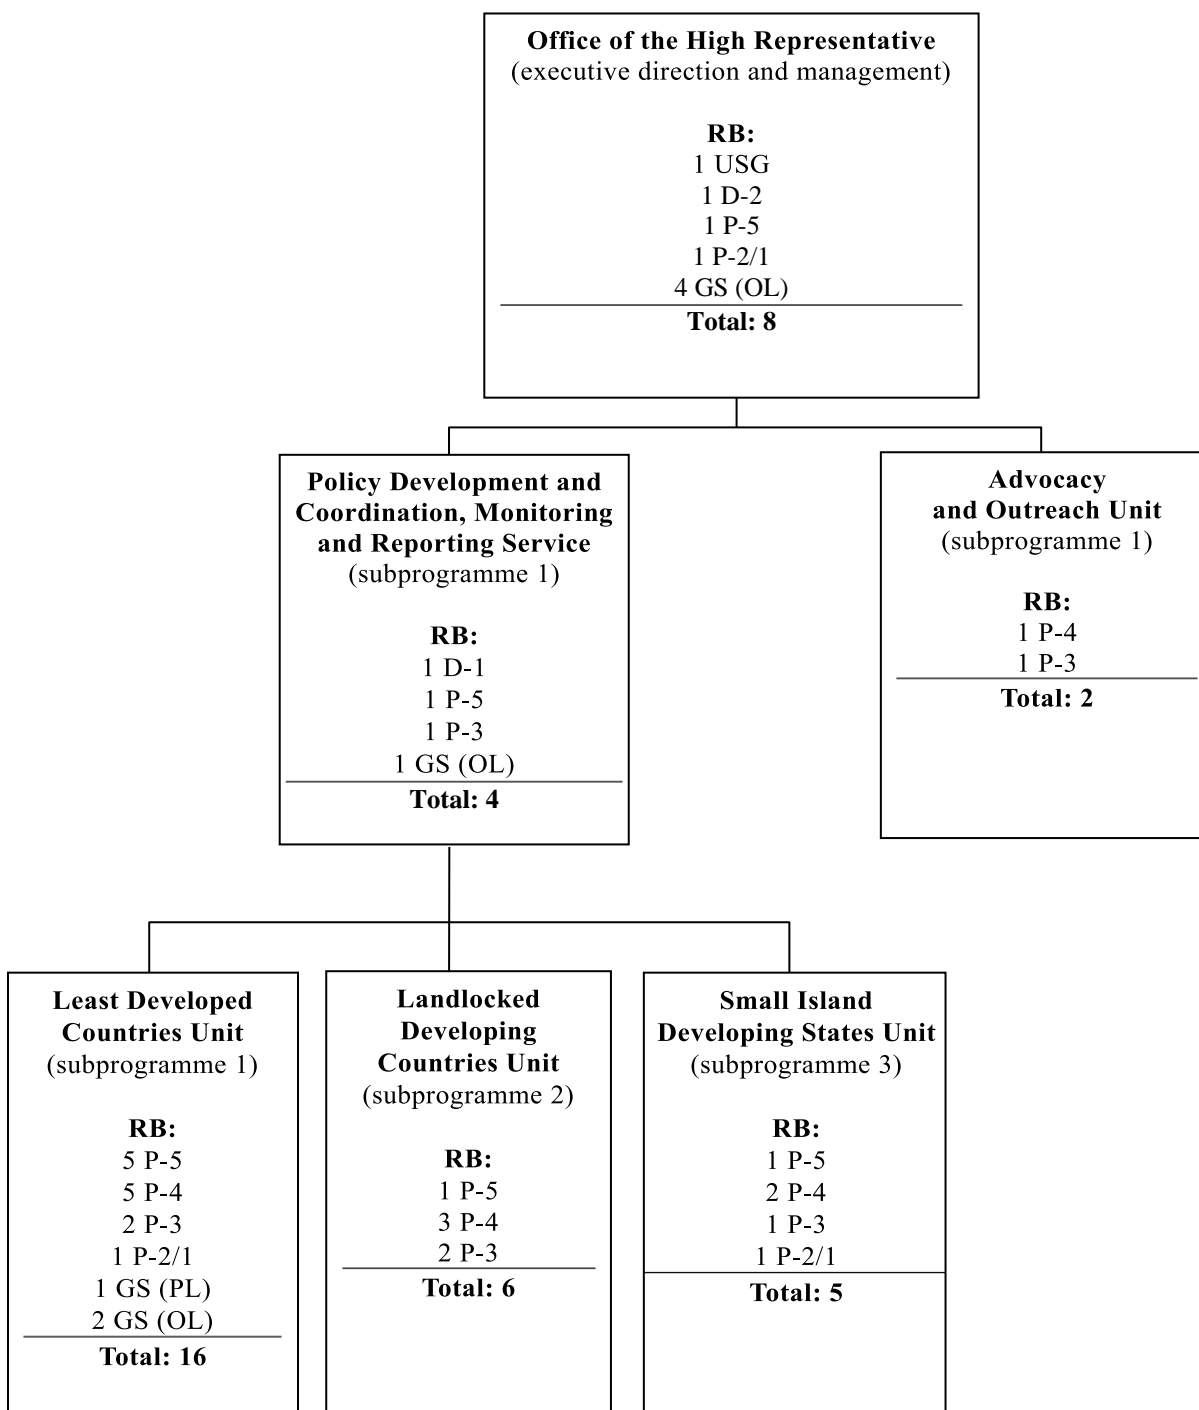 Office of the High Representative
(executive direction and management)
RB:
1 USG
1 D-2
1 P-5
1 P-2/1
4 GS (OL)
Total: 8
Policy Development and
Coordination, Monitoring
and Reporting Service
(subprogramme 1)
RB:
1 D-1
1 P-5
1 P-3
1 GS (OL)
Total: 4
Advocacy
and Outreach Unit
(subprogramme 1)
RB:
1 P-4
1 P-3
Total: 2
Least Developed
Countries Unit
(subprogramme 1)
RB:
5 P-5
5 P-4
2 P-3
1 P-2/1
1 GS (PL)
2 GS (OL)
Total: 16
Landlocked
Developing
Countries Unit
(subprogramme 2)
RB:
1 P-5
3 P-4
2 P-3
Total: 6
Small Island
Developing States Unit
(subprogramme 3)
RB:
1 P-5
2 P-4
1 P-3
1 P-2/1
Total: 5